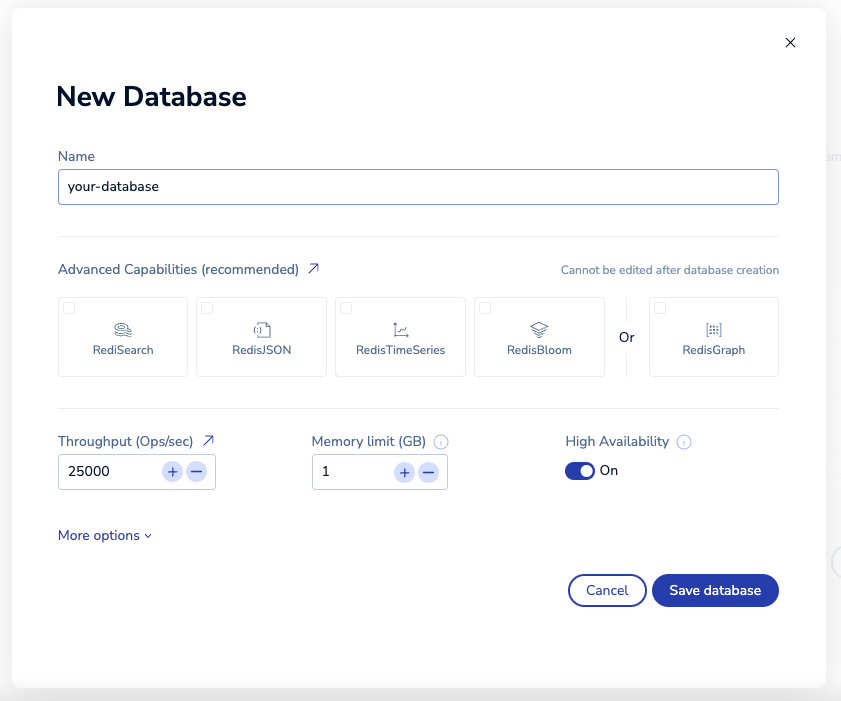 New Database
Name
your-database
Advanced Capabilities (recommended)
Cannot be edited after database creation
RediSearch
RedisJSON
RedisTimeSeries
RedisBloom
Or
RedisGraph
Throughput (Ops/sec)
Memory limit (GB)
High Availability
25000
1
On
More options
Cancel
Save database